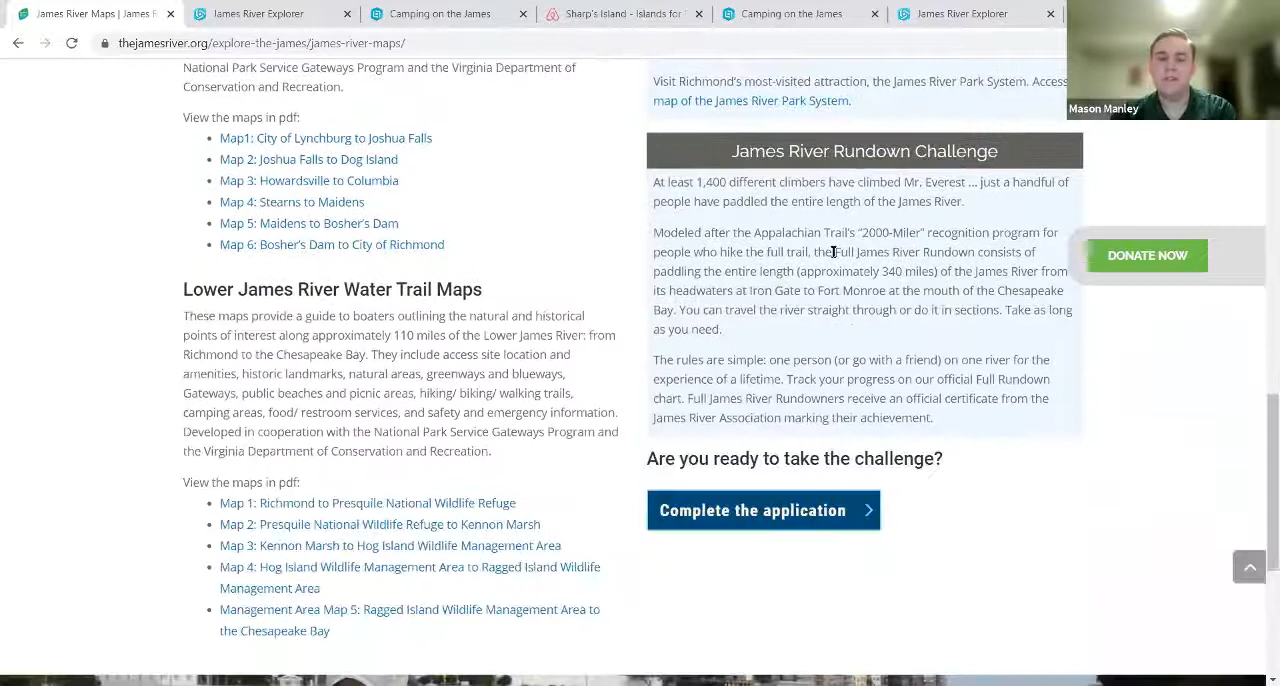 James River Maps | James R
James River Explorer
Camping on the James
Sharp's Island - Islands for
Camping on the James
James River Explorer
thejamesriver.org/explore-the-james/james-river-maps/
Mason Manley
National Park Service Gateways Program and the Virginia Department of
Conservation and Recreation.
View the maps in pdf:
Map1: City of Lynchburg to Joshua Falls
Map 2: Joshua Falls to Dog Island
Map 3: Howardsville to Columbia
Map 4: Stearns to Maidens
Map 5: Maidens to Bosher's Dam
Map 6: Bosher's Dam to City of Richmond
Lower James River Water Trail Maps
These maps provide a guide to boaters outlining the natural and historical
points of interest along approximately 110 miles of the Lower James River: from
Richmond to the Chesapeake Bay. They include access site location and
amenities, historic landmarks, natural areas, greenways and blueways,
Gateways, public beaches and picnic areas, hiking/ biking/ walking trails,
camping areas, food/ restroom services, and safety and emergency information.
Developed in cooperation with the National Park Service Gateways Program and
the Virginia Department of Conservation and Recreation.
View the maps in pdf:
Map 1: Richmond to Presquile National Wildlife Refuge
Map 2: Presquile National Wildlife Refuge to Kennon Marsh
Map 3: Kennon Marsh to Hog Island Wildlife Management Area
Map 4: Hog Island Wildlife Management Area to Ragged Island Wildlife
Management Area
Management Area Map 5: Ragged Island Wildlife Management Area to
the Chesapeake Bay
Visit Richmond's most-visited attraction, the James River Park System. Access
map of the James River Park System.
James River Rundown Challenge
At least 1,400 different climbers have climbed Mr. Everest ... just a handful of
people have paddled the entire length of the James River.
Modeled after the Appalachian Trail's “2000-Miler” recognition program for
people who hike the full trail, the Full James River Rundown consists of
paddling the entire length (approximately 340 miles) of the James River from
its headwaters at Iron Gate to Fort Monroe at the mouth of the Chesapeake
Bay. You can travel the river straight through or do it in sections. Take as long
as you need.
The rules are simple: one person (or go with a friend) on one river for the
experience of a lifetime. Track your progress on our official Full Rundown
chart. Full James River Rundowners receive an official certificate from the
James River Association marking their achievement.
Are you ready to take the challenge?
Complete the application
DONATE NOW